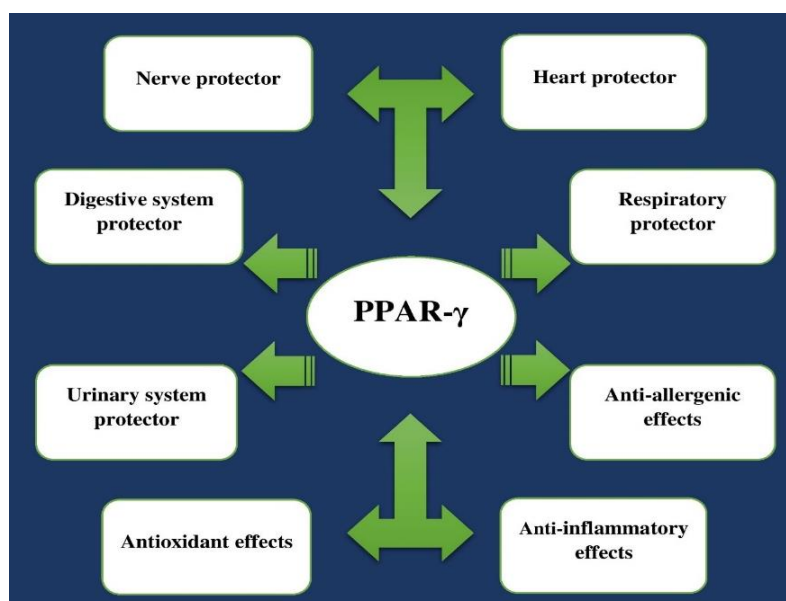 Nerve protector
Heart protector
Digestive system
protector
Respiratory
protector
PPAR-γ
Urinary system
protector
Anti-allergenic
effects
Antioxidant effects
Anti-inflammatory
effects